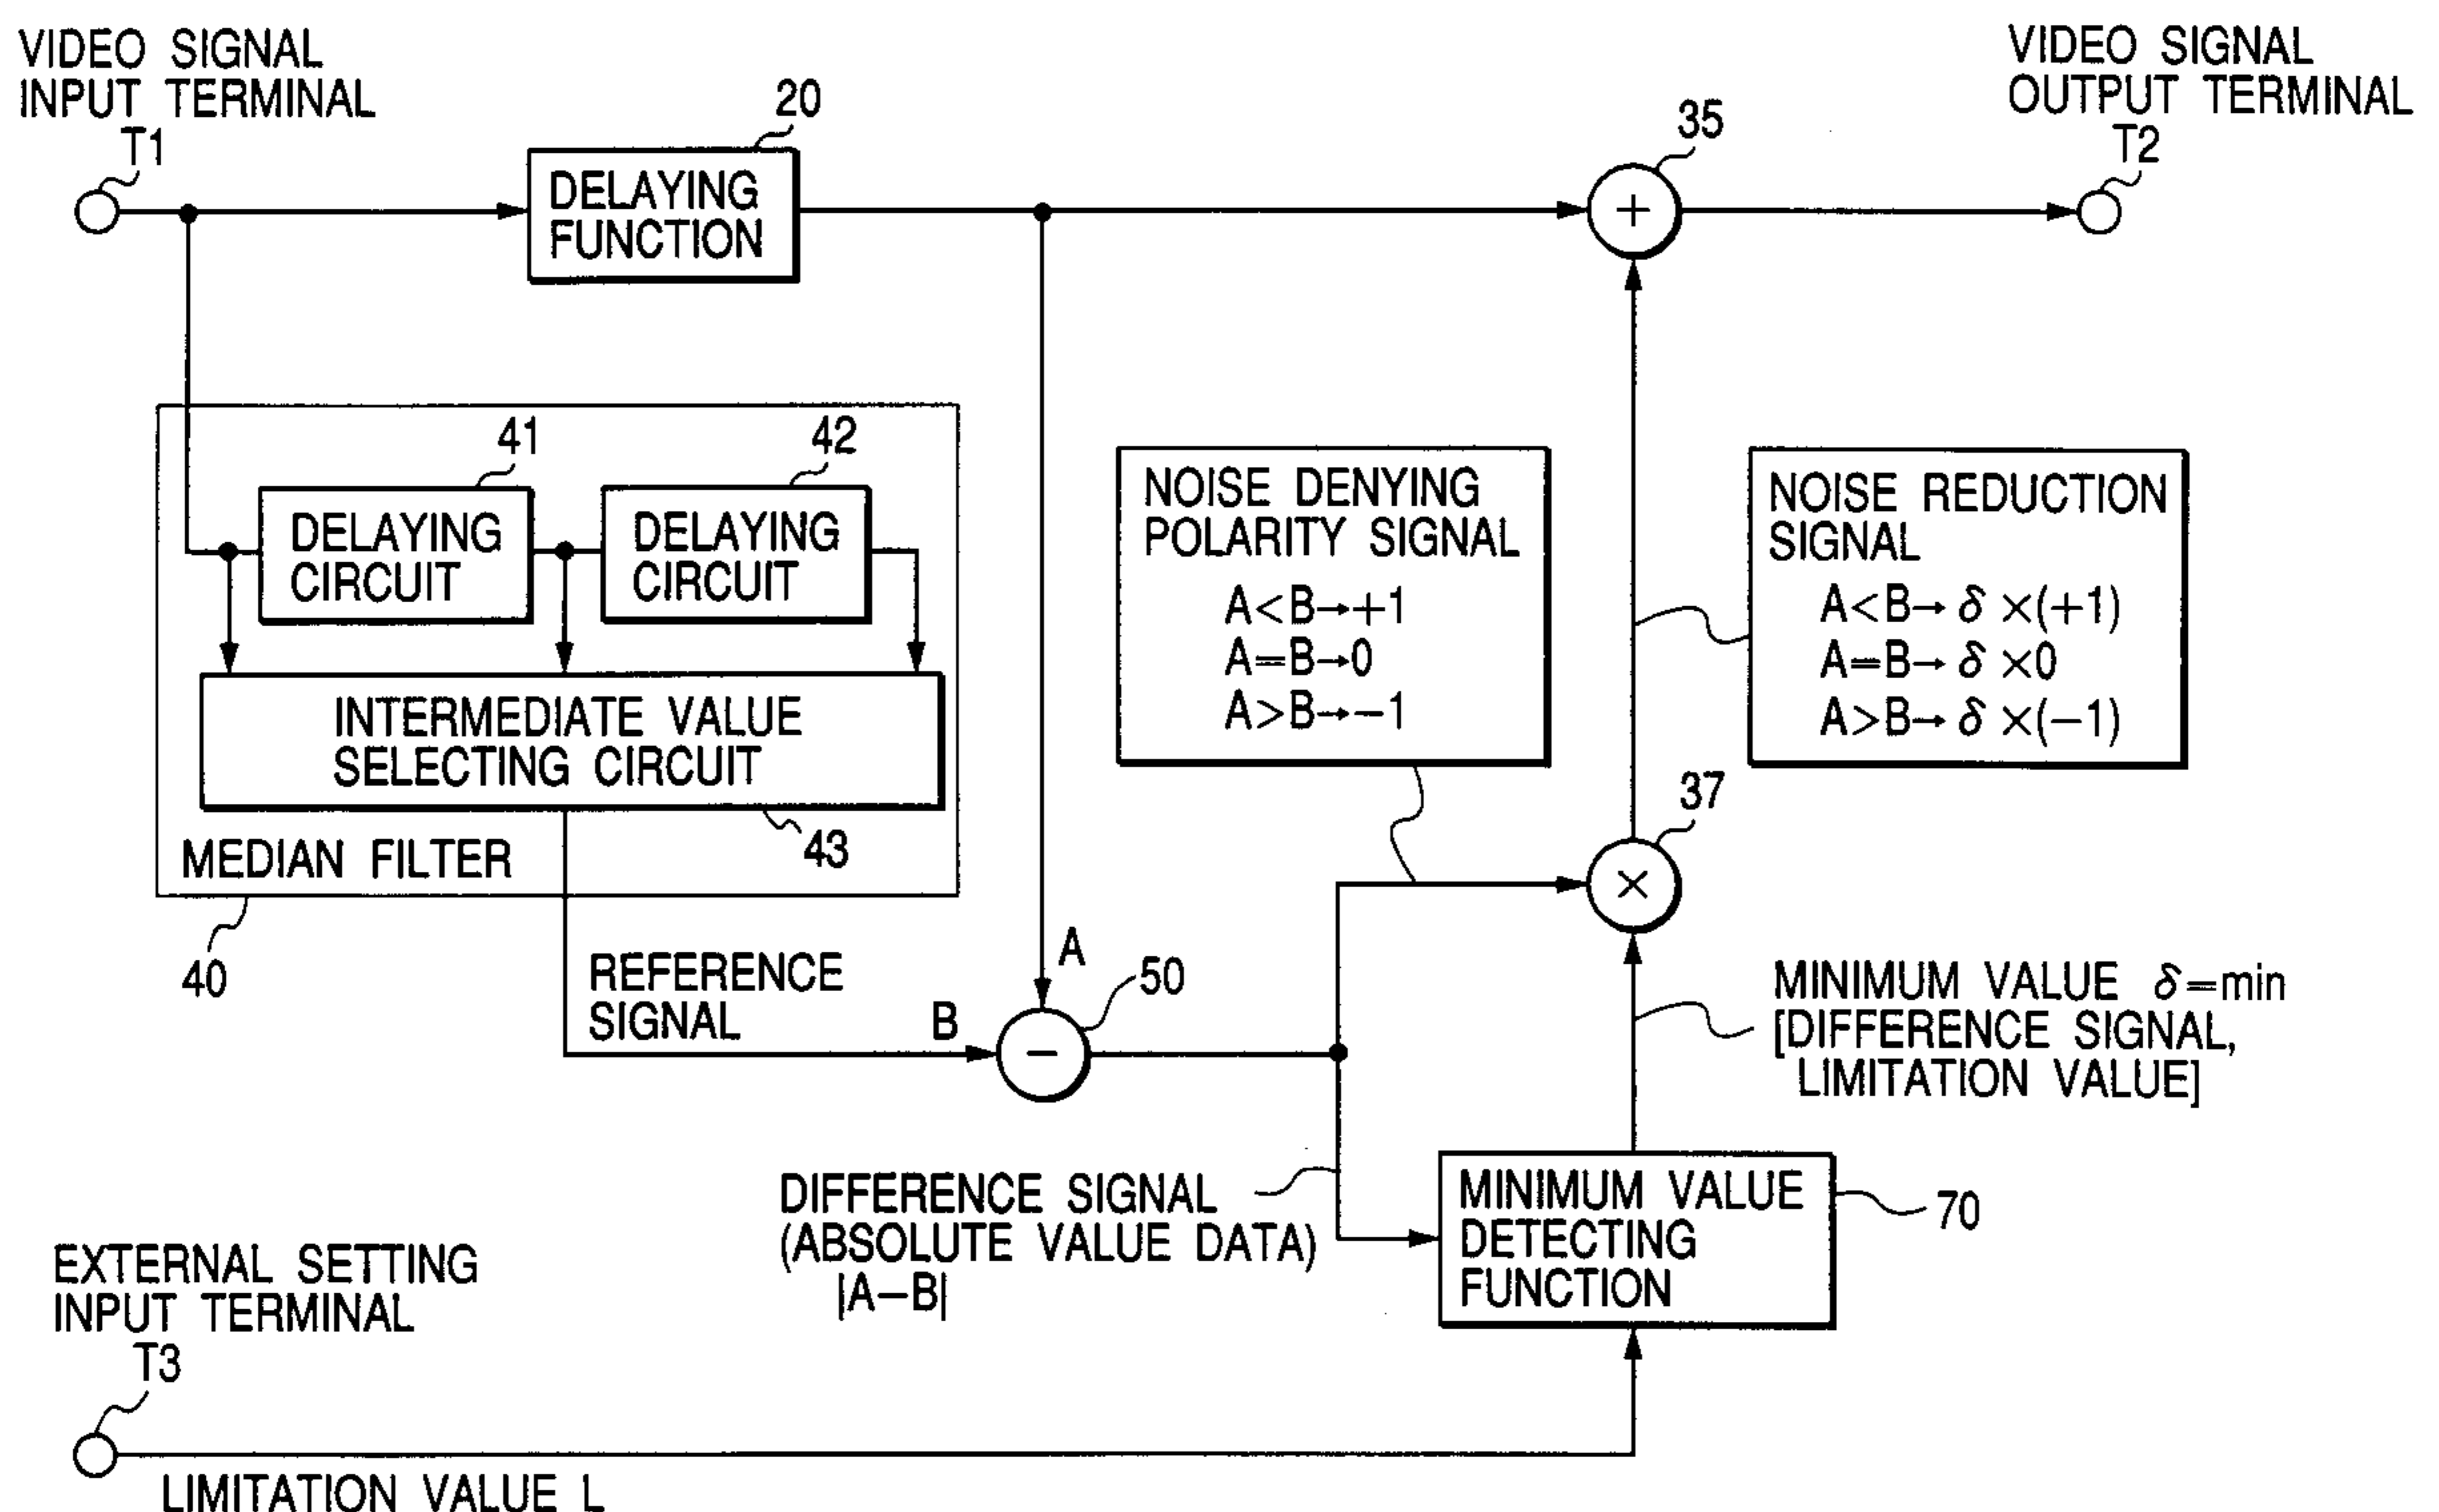 VIDEO SIGNAL
INPUT TERMINAL
T1
20
DELAYING
FUNCTION
35
+
VIDEO SIGNAL
OUTPUT TERMINAL
T2
41
DELAYING
CIRCUIT
42
DELAYING
CIRCUIT
INTERMEDIATE VALUE
SELECTING CIRCUIT
43
MEDIAN FILTER
40
NOISE DENYING
POLARITY SIGNAL
A<B→+1
A=B→0
A>B→−1
NOISE REDUCTION
SIGNAL
A<B→ δ ×(+1)
A=B→ δ ×0
A>B→ δ ×(−1)
37
×
REFERENCE
SIGNAL
A
B
50
−
MINIMUM VALUE δ=min
[DIFFERENCE SIGNAL,
LIMITATION VALUE]
DIFFERENCE SIGNAL
(ABSOLUTE VALUE DATA)
|A−B|
MINIMUM VALUE
DETECTING
FUNCTION
70
EXTERNAL SETTING
INPUT TERMINAL
T3
LIMITATION VALUE L